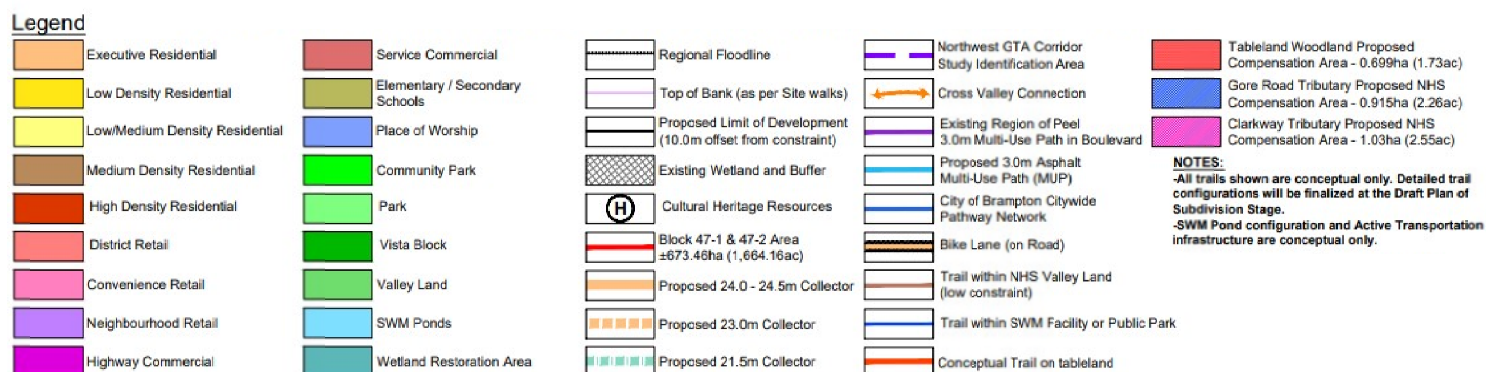 Legend
Executive Residential
Low Density Residential
Low/Medium Density Residential
Medium Density Residential
High Density Residential
District Retail
Convenience Retail
Neighbourhood Retail
Highway Commercial
Service Commercial
Elementary / Secondary
Schools
Place of Worship
Community Park
Park
Vista Block
Valley Land
SWM Ponds
Wetland Restoration Area
Regional Floodline
Top of Bank (as per Site walks)
Proposed Limit of Development
(10.0m offset from constraint)
Existing Wetland and Buffer
H Cultural Heritage Resources
Block 47-1 & 47-2 Area
±673.46ha (1,664.16ac)
Proposed 24.0 - 24.5m Collector
Proposed 23.0m Collector
Proposed 21.5m Collector
Northwest GTA Corridor
Study Identification Area
Cross Valley Connection
Existing Region of Peel
3.0m Multi-Use Path in Boulevard
Proposed 3.0m Asphalt
Multi-Use Path (MUP)
City of Brampton Citywide
Pathway Network
Bike Lane (on Road)
Trail within NHS Valley Land
(low constraint)
Trail within SWM Facility or Public Park
Conceptual Trail on tableland
Tableland Woodland Proposed
Compensation Area - 0.699ha (1.73ac)
Gore Road Tributary Proposed NHS
Compensation Area - 0.915ha (2.26ac)
Clarkway Tributary Proposed NHS
Compensation Area - 1.03ha (2.55ac)
NOTES:
-All trails shown are conceptual only. Detailed trail
configurations will be finalized at the Draft Plan of
Subdivision Stage.
-SWM Pond configuration and Active Transportation
infrastructure are conceptual only.